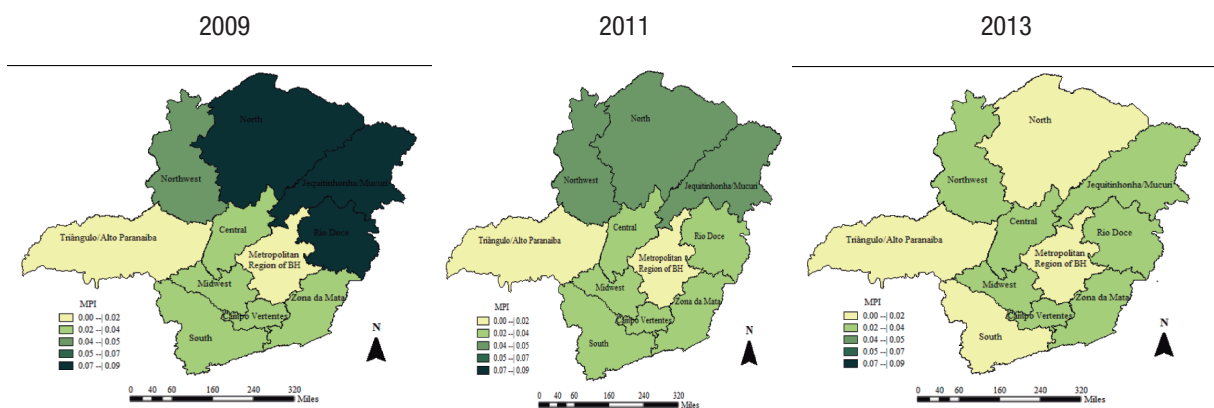 2009
North
Northwest
Jequitinhonha/Mucuri
Central
Rio Doce
Triângulo/Alto Paranaiba
Metropolitan
Region of BH
Midwest
Zona da Mata
Campo Vertentes
South
MPI
0.00 --| 0.02
0.02 --| 0.04
0.04 --| 0.05
0.05 --| 0.07
0.07 --| 0.09
N
0 40 60 160 240 320
Miles
2011
North
Northwest
Jequitinhonha/Mucuri
Central
Rio Doce
Triângulo/Alto Paranaiba
Metropolitan
Region of BH
Midwest
Zona da Mata
Campo Vertentes
South
MPI
0.00 --| 0.02
0.02 --| 0.04
0.04 --| 0.05
0.05 --| 0.07
0.07 --| 0.09
N
0 40 60 160 240 320
Miles
2013
North
Northwest
Jequitinhonha/Mucuri
Central
Rio Doce
Triângulo/Alto Paranaiba
Metropolitan
Region of BH
Midwest
Zona da Mata
Campo Vertentes
South
MPI
0.00 --| 0.02
0.02 --| 0.04
0.04 --| 0.05
0.05 --| 0.07
0.07 --| 0.09
N
0 40 60 160 240 320
Miles